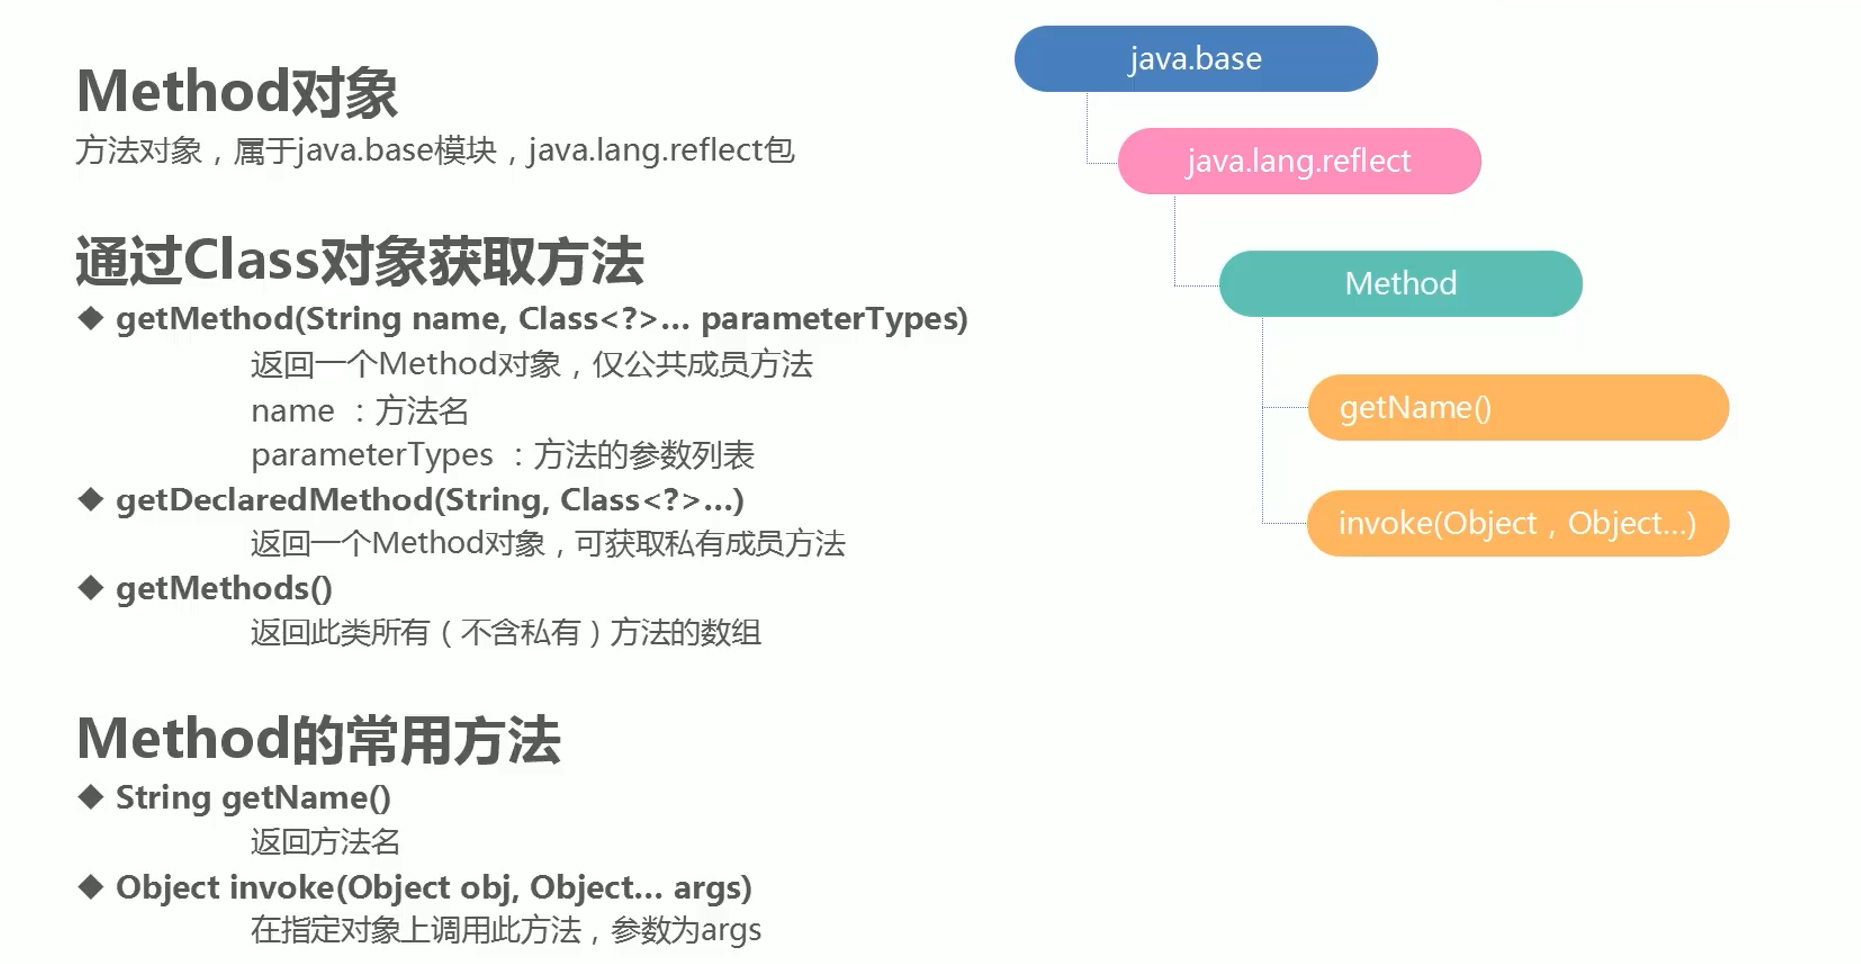 Method对象
方法对象，属于java.base模块，java.lang.reflect包
通过Class对象获取方法
◆ getMethod(String name, Class<?>... parameterTypes)
返回一个Method对象，仅公共成员方法
name ：方法名
parameterTypes ：方法的参数列表
◆ getDeclaredMethod(String, Class<?>...)
返回一个Method对象，可获取私有成员方法
◆ getMethods()
返回此类所有（不含私有）方法的数组
Method的常用方法
◆ String getName()
返回方法名
◆ Object invoke(Object obj, Object... args)
在指定对象上调用此方法，参数为args
java.base
java.lang.reflect
Method
getName()
invoke(Object，Object...)